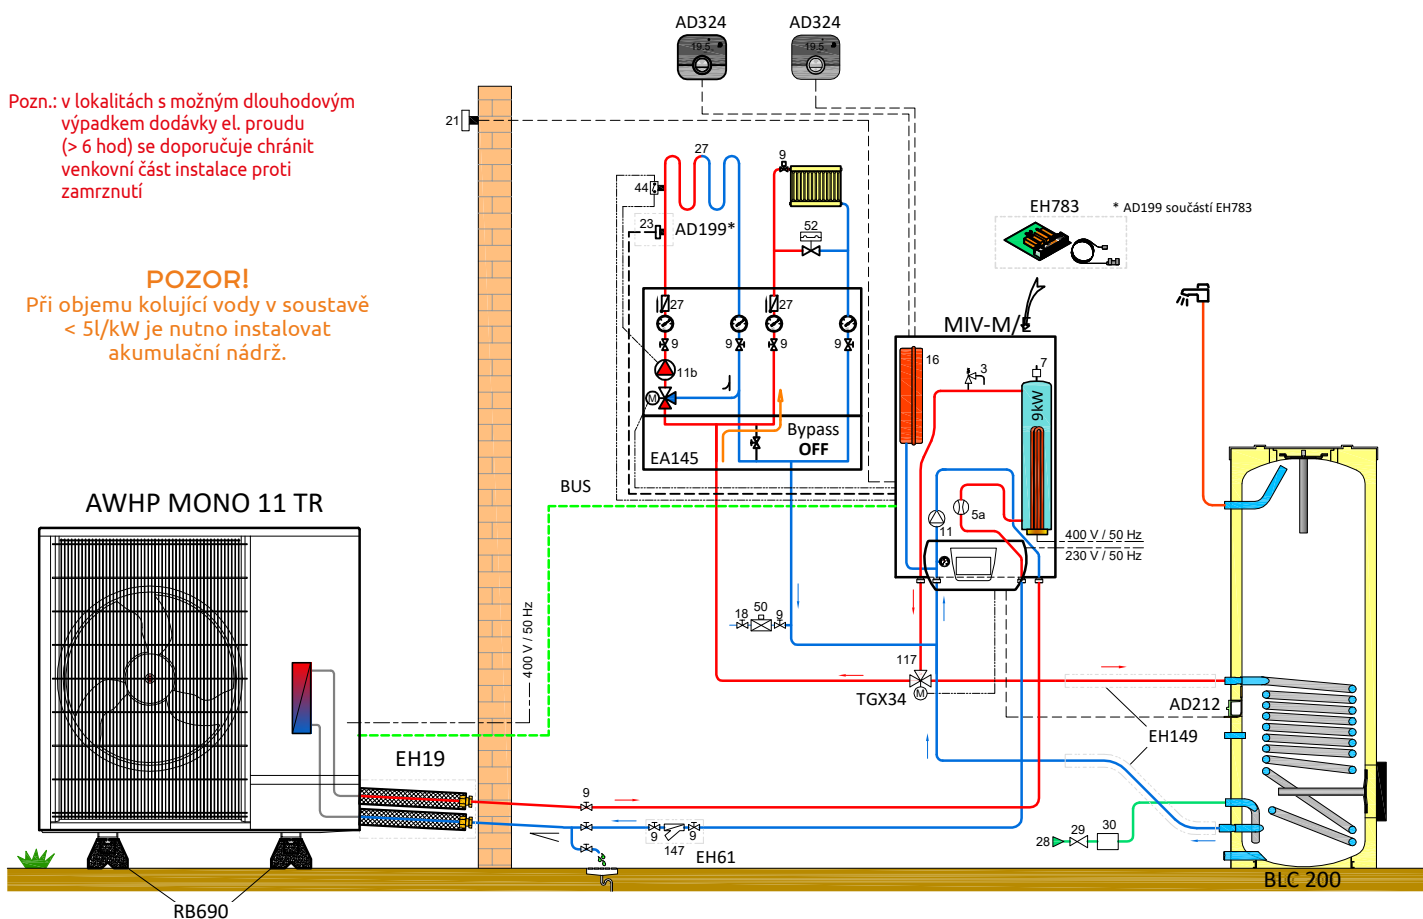 AD324
AD324
19.5
19.5
Pozn.: v lokalitách s možným dlouhodovým
výpadkem dodávky el. proudu
(> 6 hod) se doporučuje chránit
venkovní část instalace proti
zamrznutí
21
27
9
44
23
AD199*
52
EH783
* AD199 součástí EH783
POZOR!
Při objemu kolující vody v soustavě
< 5l/kW je nutno instalovat
akumulační nádrž.
27
27
9
9
9
9
11b
M
MIV-M/E
16
3
7
9kW
Bypass
OFF
EA145
BUS
5a
11
400 V / 50 Hz
230 V / 50 Hz
AWHP MONO 11 TR
400 V / 50 Hz
18
50
9
117
M
TGX34
AD212
EH149
EH19
9
9
147
9
EH61
28
29
30
BLC 200
RB690